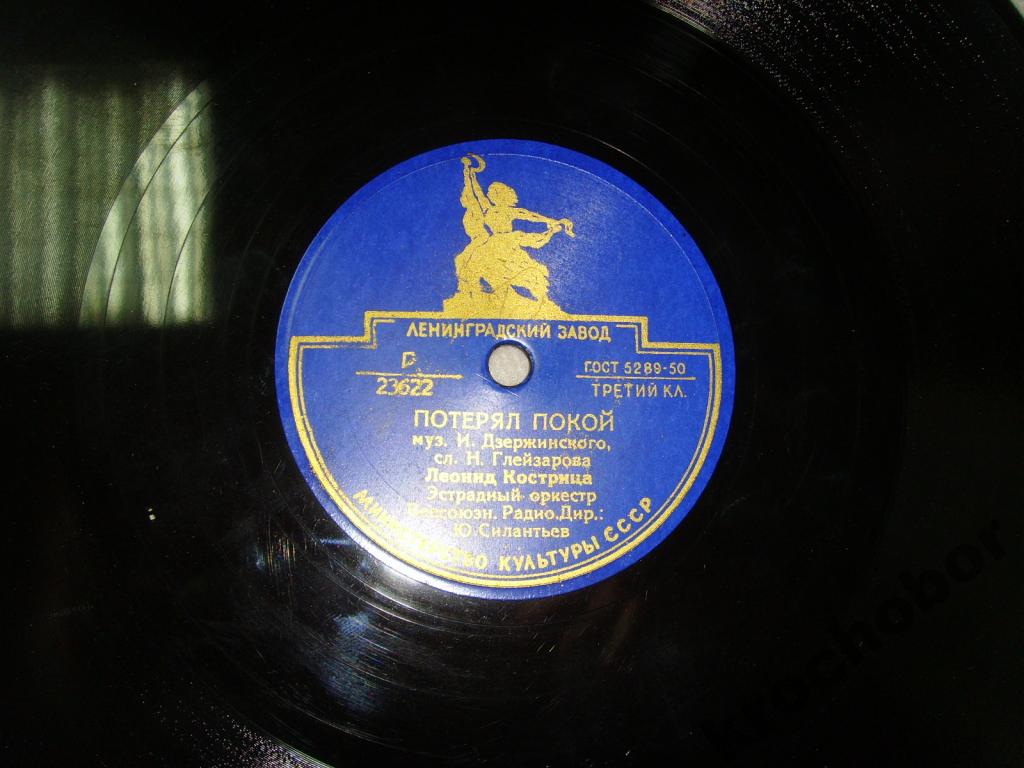 ЛЕНИНГРАДСКИЙ ЗАВОД
23622
ГОСТ 5289-50
ТРЕТИЙ КЛ.
ПОТЕРЯЛ ПОКОЙ
муз. И. Дзержинского,
сл. Н. Глейзарова
Леонид Кострица
Эстрадный оркестр
Всесоюзн. Радио.Дир.:
Ю.Силантьев
МИНИСТЕРСТВО КУЛЬТУРЫ СССР
krochobor